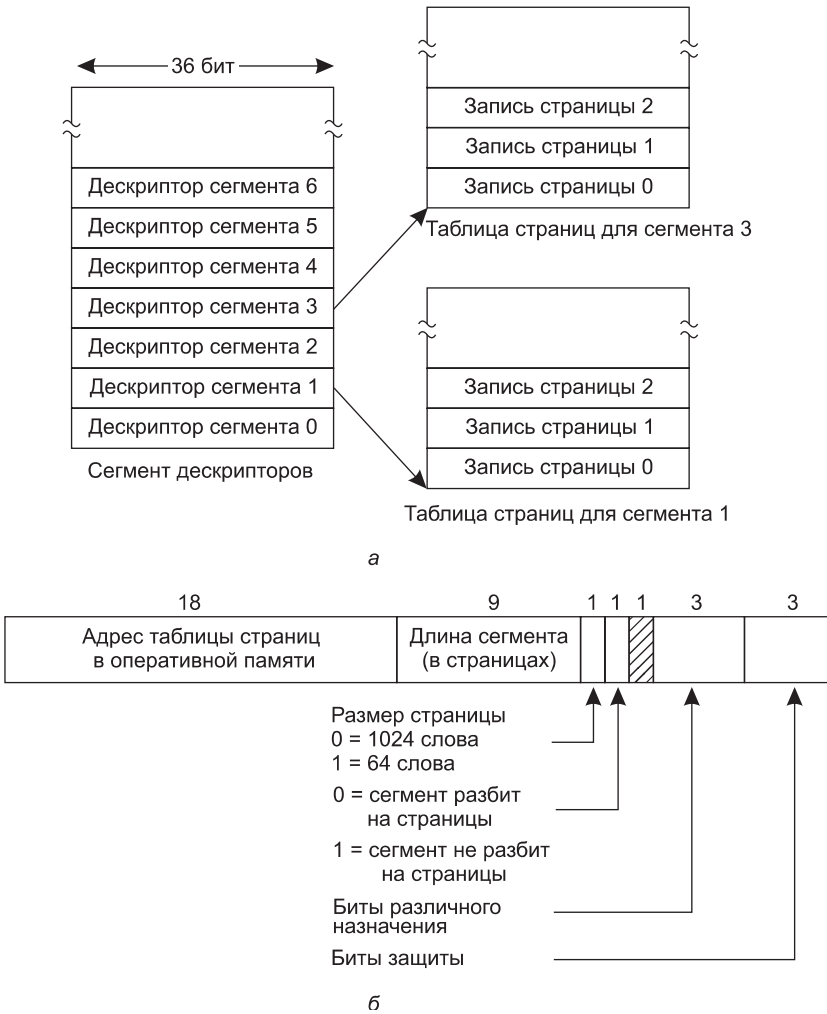 36 бит
Дескриптор сегмента 6
Дескриптор сегмента 5
Дескриптор сегмента 4
Дескриптор сегмента 3
Дескриптор сегмента 2
Дескриптор сегмента 1
Дескриптор сегмента 0
Сегмент дескрипторов
Запись страницы 2
Запись страницы 1
Запись страницы 0
Таблица страниц для сегмента 3
Запись страницы 2
Запись страницы 1
Запись страницы 0
Таблица страниц для сегмента 1
а
18 9 1 1 1 3 3
Адрес таблицы страниц
в оперативной памяти
Длина сегмента
(в страницах)
Размер страницы
0 = 1024 слова
1 = 64 слова
0 = сегмент разбит
на страницы
1 = сегмент не разбит
на страницы
Биты различного
назначения
Биты защиты
б